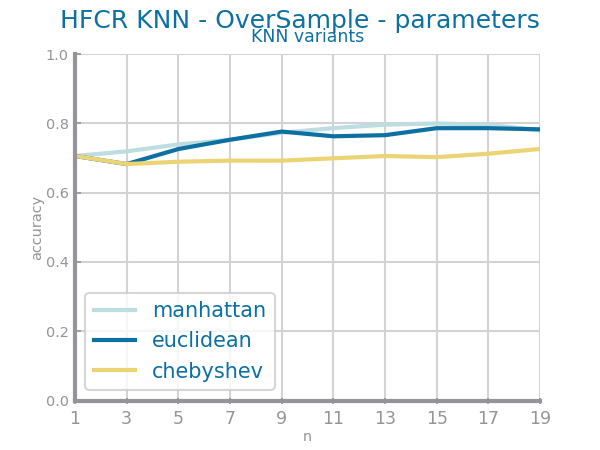 HFCR KNN - OverSample - parameters
KNN variants
1.0
0.8
0.6
0.4
0.2
0.0
accuracy
manhattan
euclidean
chebyshev
1 3 5 7 9 11 13 15 17 19
n